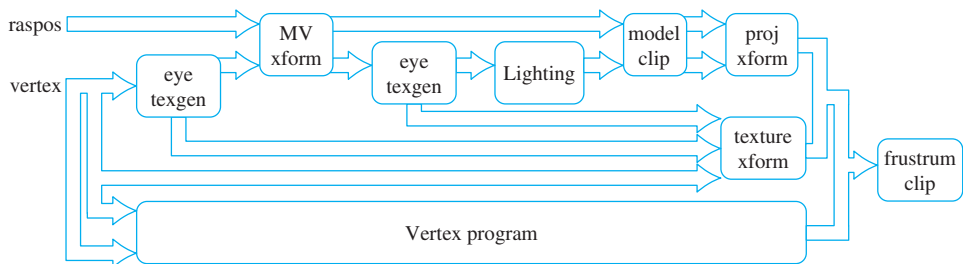 raspos
MV
xform
model
clip
proj
xform
vertex
eye
texgen
eye
texgen
Lighting
texture
xform
frustrum
clip
Vertex program